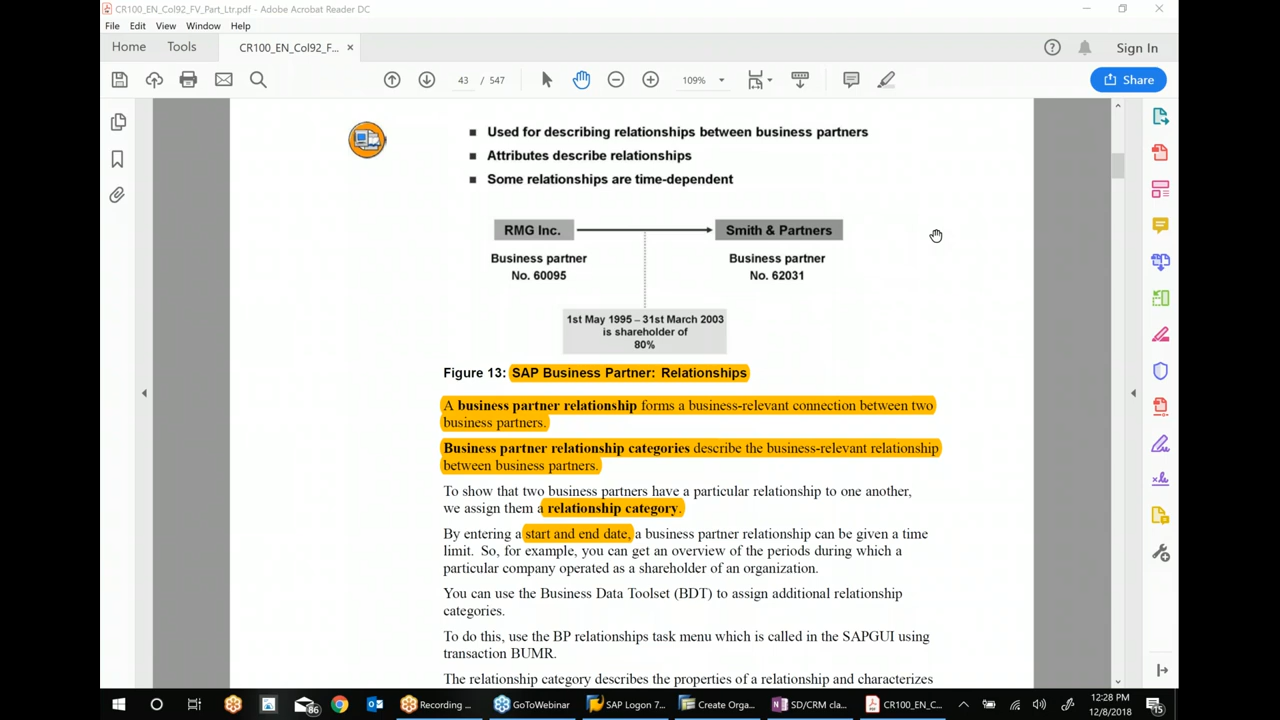 CR100_EN_Col92_FV_Part_Ltr.pdf - Adobe Acrobat Reader DC
File Edit View Window Help
Home Tools CR100_EN_Col92_F... × Sign In
43 / 547 109% Share
■ Used for describing relationships between business partners
■ Attributes describe relationships
■ Some relationships are time-dependent
RMG Inc. Smith & Partners
Business partner Business partner
No. 60095 No. 62031
1st May 1995 – 31st March 2003
is shareholder of
80%
Figure 13: SAP Business Partner: Relationships
A business partner relationship forms a business-relevant connection between two
business partners.
Business partner relationship categories describe the business-relevant relationship
between business partners.
To show that two business partners have a particular relationship to one another,
we assign them a relationship category.
By entering a start and end date, a business partner relationship can be given a time
limit. So, for example, you can get an overview of the periods during which a
particular company operated as a shareholder of an organization.
You can use the Business Data Toolset (BDT) to assign additional relationship
categories.
To do this, use the BP relationships task menu which is called in the SAPGUI using
transaction BUMR.
The relationship category describes the properties of a relationship and characterizes
86 Recording ... GoToWebinar SAP Logon 7... Create Orga... SD/CRM cla... CR100_EN_C... 12:28 PM
12/8/2018 15